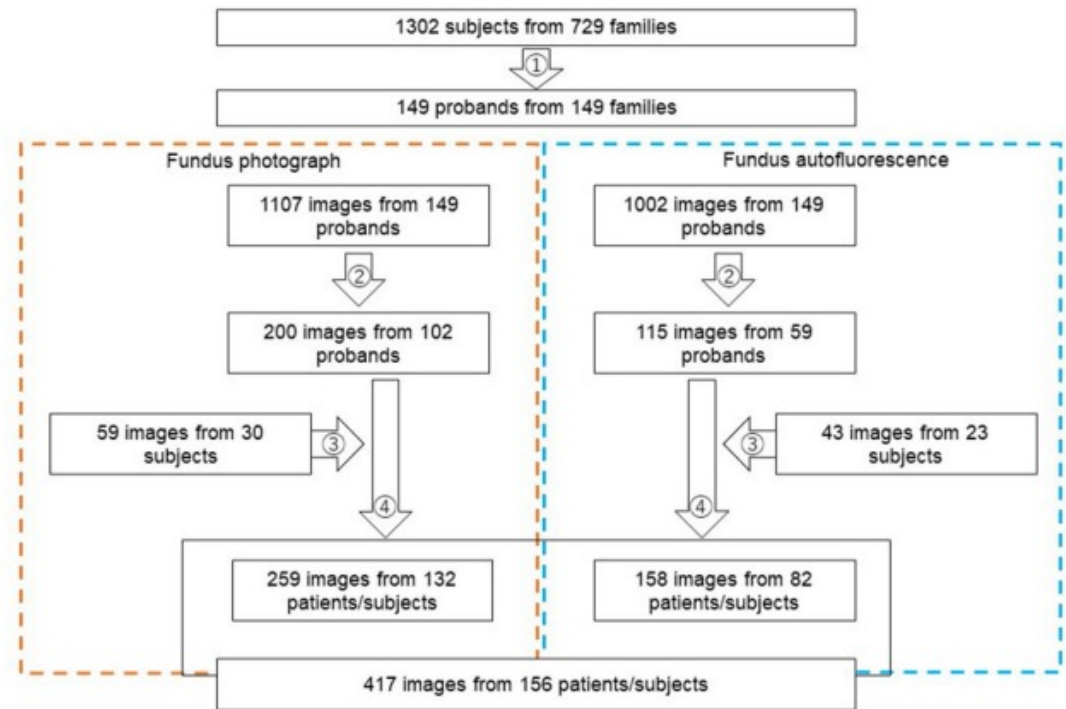 1302 subjects from 729 families
①
149 probands from 149 families
Fundus photograph
Fundus autofluorescence
1107 images from 149
probands
1002 images from 149
probands
②
②
200 images from 102
probands
115 images from 59
probands
59 images from 30
subjects
③
③
43 images from 23
subjects
④
④
259 images from 132
patients/subjects
158 images from 82
patients/subjects
417 images from 156 patients/subjects